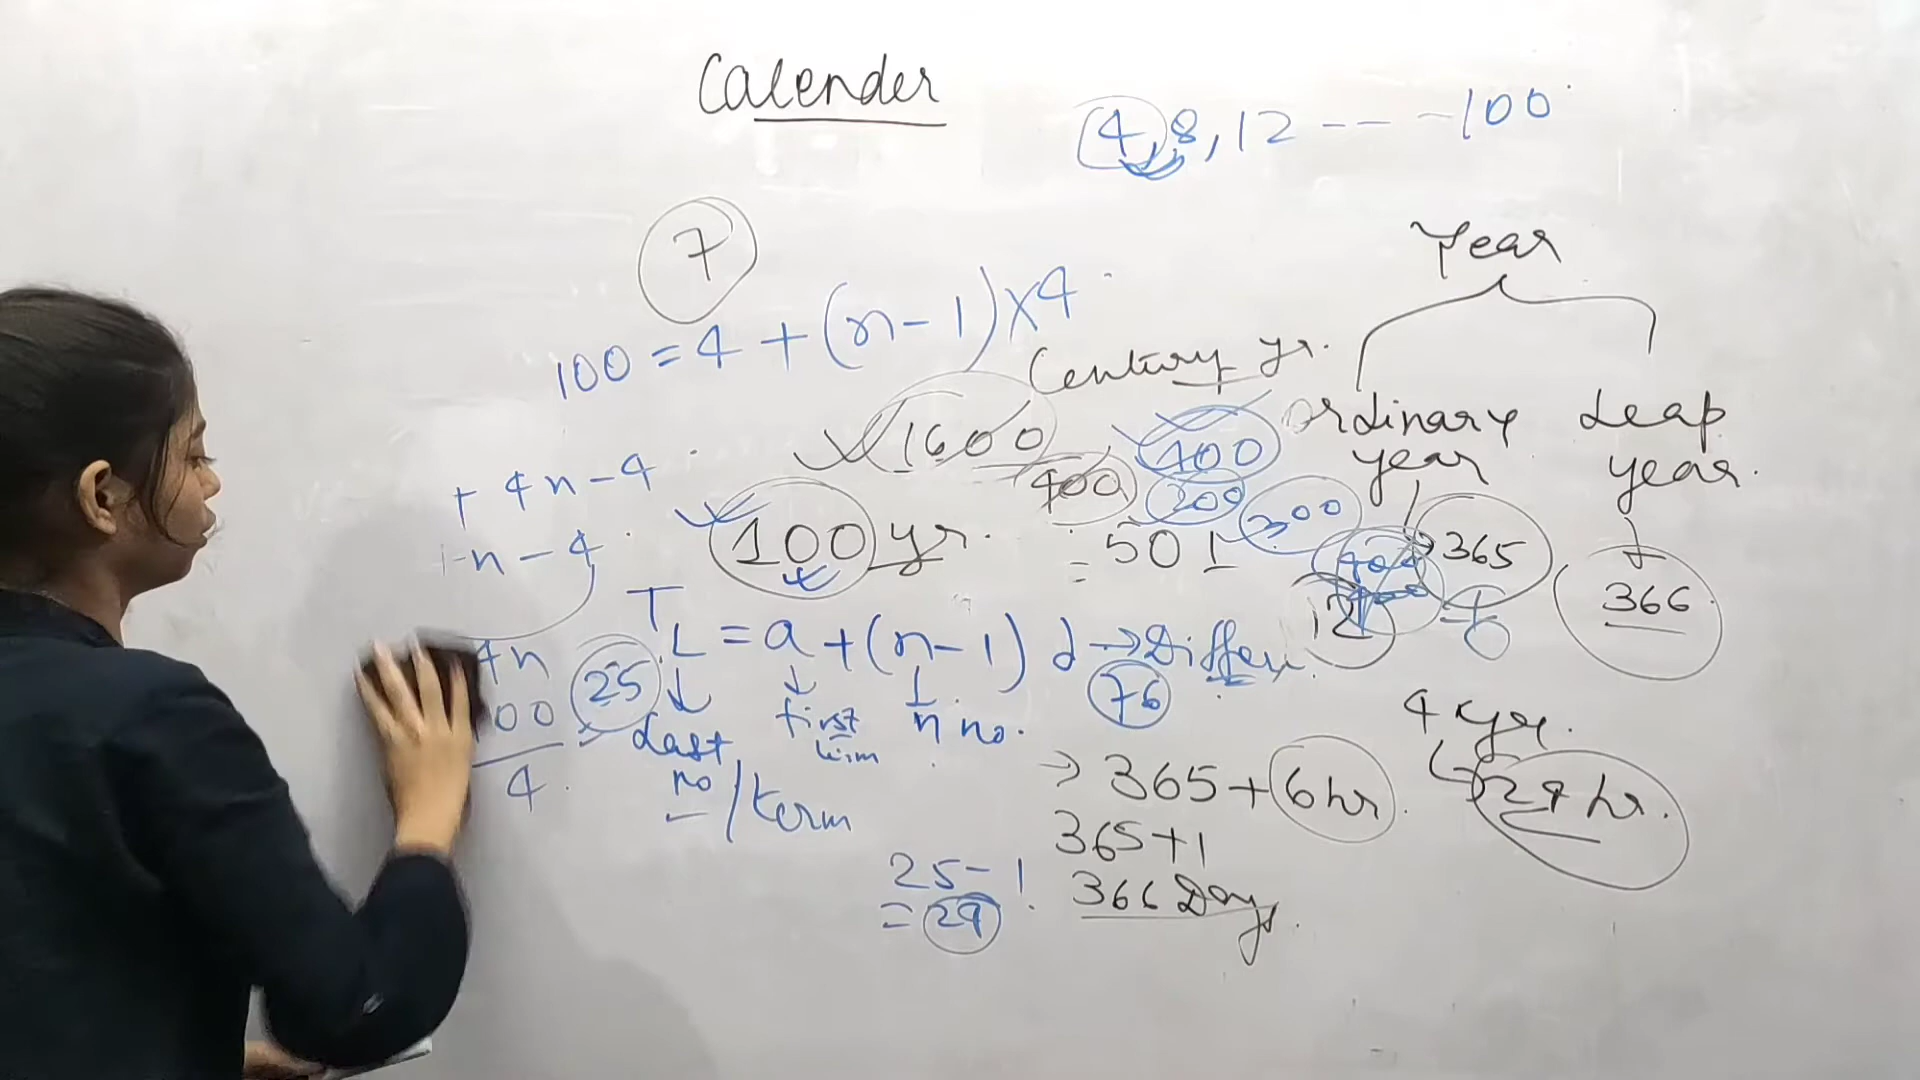 Calender
4, 8, 12 --- - 100
7
Year
100 = 4 + (n-1)×4
Century yr.
ordinary year
Leap year.
1600
400
100
200
300
+ 4n-4
n-4
100 yr.
= 50 1
365
366
12
TL = a + (n-1) d → Differ
4n
25
76
Last no / term
first term
n no.
100
4
4 yr.
→ 365 + 6 hr.
24 hr.
365+1
366 Days.
25-1
= 24